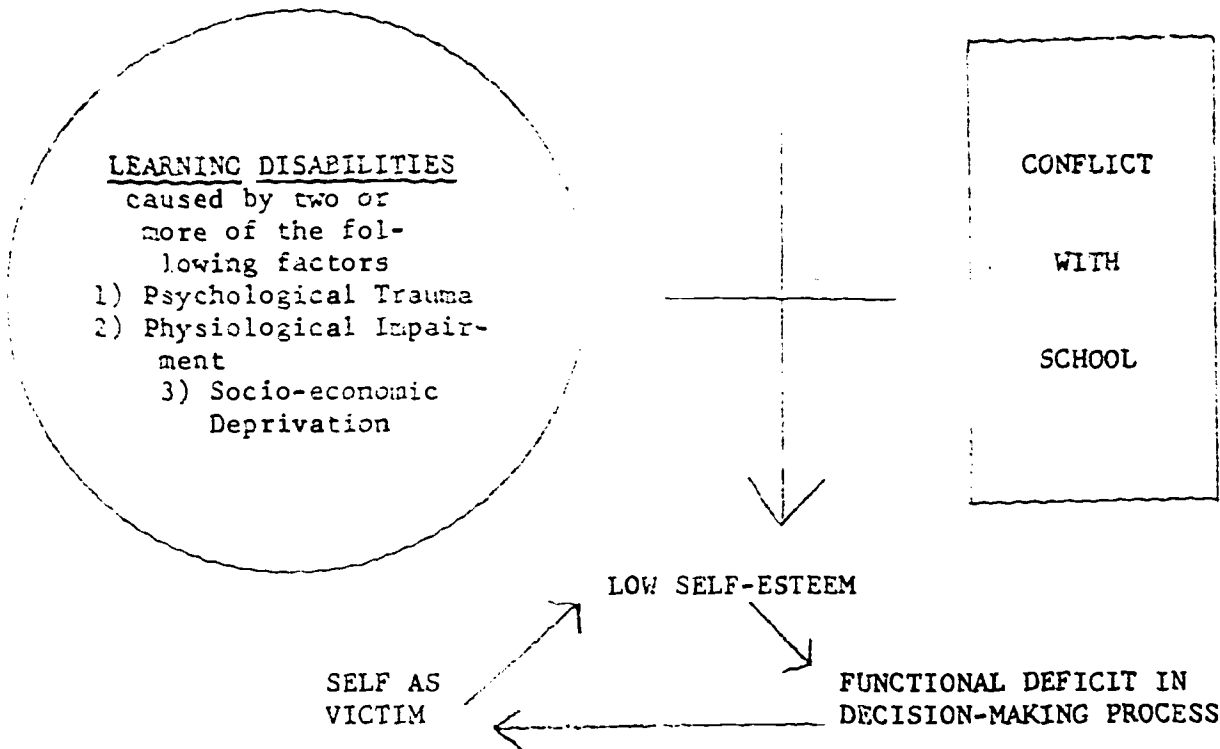 LEARNING DISABILITIES
caused by two or
more of the fol-
lowing factors
1) Psychological Trauma
2) Physiological Impair-
ment
3) Socio-economic
Deprivation
CONFLICT
WITH
SCHOOL
LOW SELF-ESTEEM
SELF AS
VICTIM
FUNCTIONAL DEFICIT IN
DECISION-MAKING PROCESS